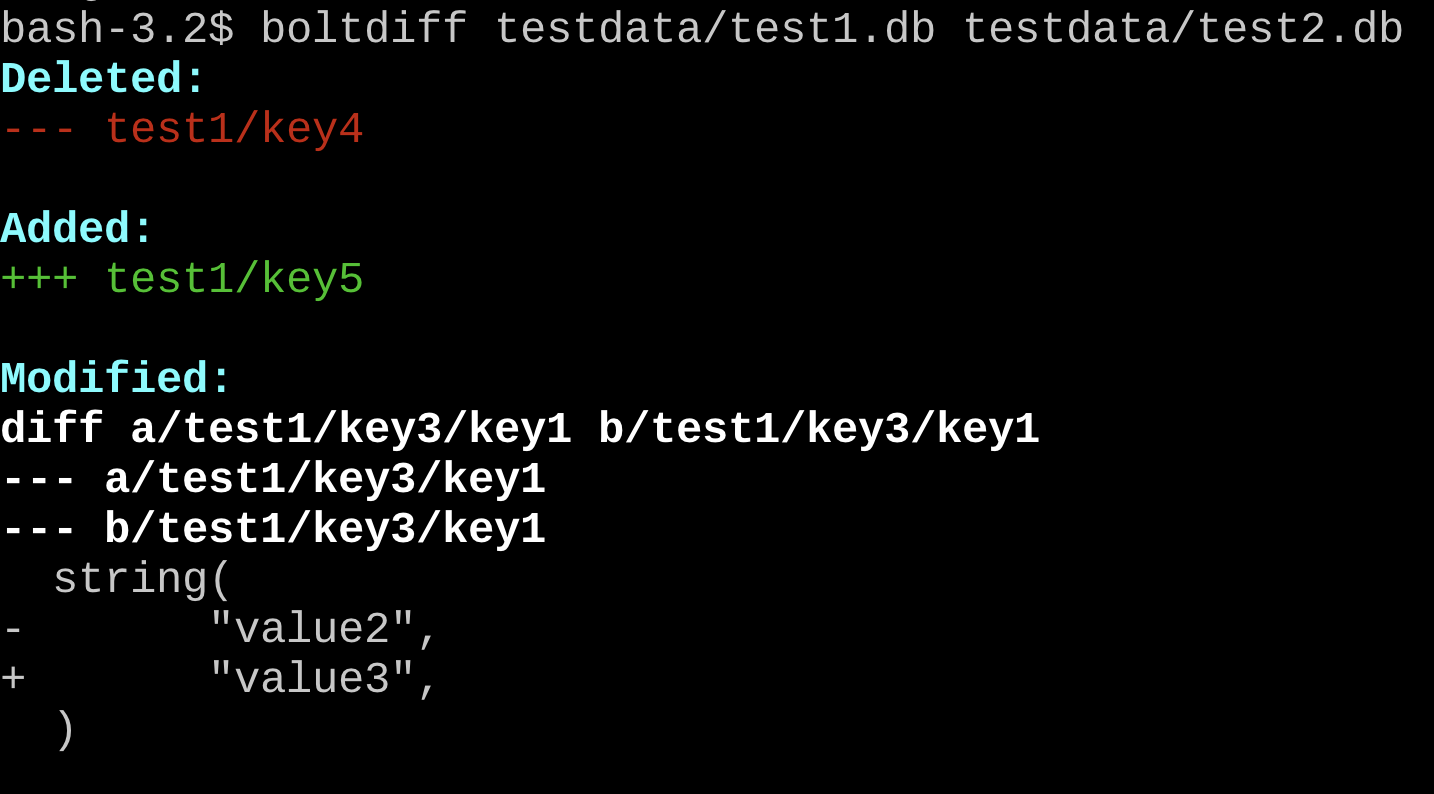 bash-3.2$ boltdiff testdata/test1.db testdata/test2.db
Deleted:
--- test1/key4
Added:
+++ test1/key5
Modified:
diff a/test1/key3/key1 b/test1/key3/key1
--- a/test1/key3/key1
--- b/test1/key3/key1
  string(
-       "value2",
+       "value3",
  )